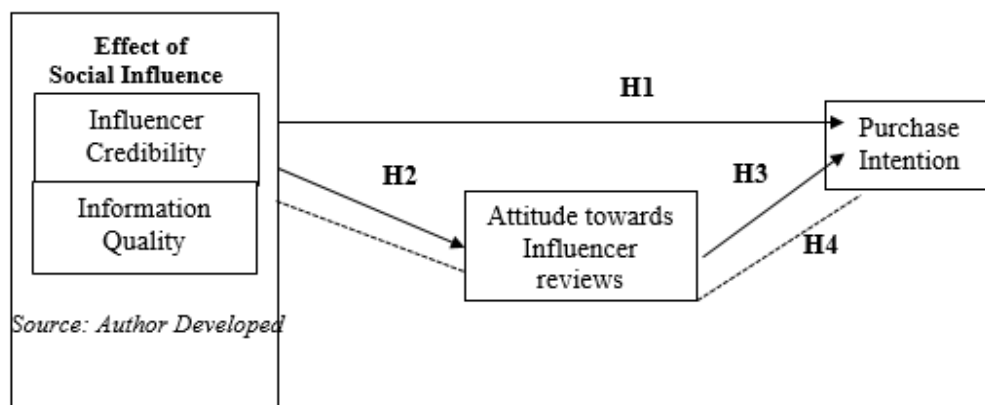 Effect of
Social Influence
Influencer
Credibility
Information
Quality
Source: Author Developed
H1
H2
Attitude towards
Influencer
reviews
H3
H4
Purchase
Intention